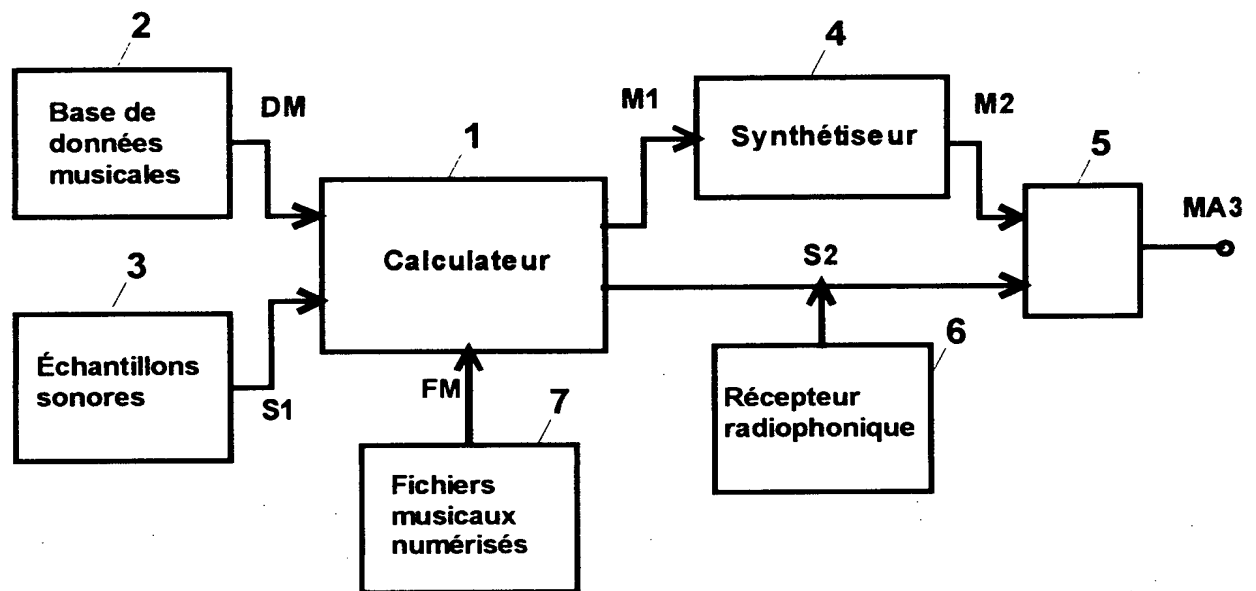 2
Base de
données
musicales
DM
3
Échantillons
sonores
S1
1
Calculateur
FM
7
Fichiers
musicaux
numérisés
M1
4
Synthétiseur
M2
S2
6
Récepteur
radiophonique
5
MA3